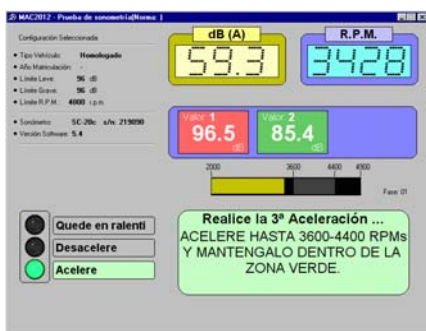 MAC2012 - Prueba de sonometría(Norma: )
Configuración Seleccionada:
• Tipo Vehículo: Homologado
• Año Matriculación: -
• Límite Leve: 96 dB
• Límite Grave: 96 dB
• Límite R.P.M: 4000 r.p.m
• Sonómetro: SC-20c s/n: 219090
• Versión Software: 5.4
dB (A)
59.3
R.P.M.
3428
Valor: 1
96.5
dB
Valor: 2
85.4
dB
2000 3600 4400 4900
Fase: 01
Quede en ralenti
Desacelere
Acelere
Realice la 3ª Aceleración ...
ACELERE HASTA 3600-4400 RPMs
Y MANTENGALO DENTRO DE LA
ZONA VERDE.